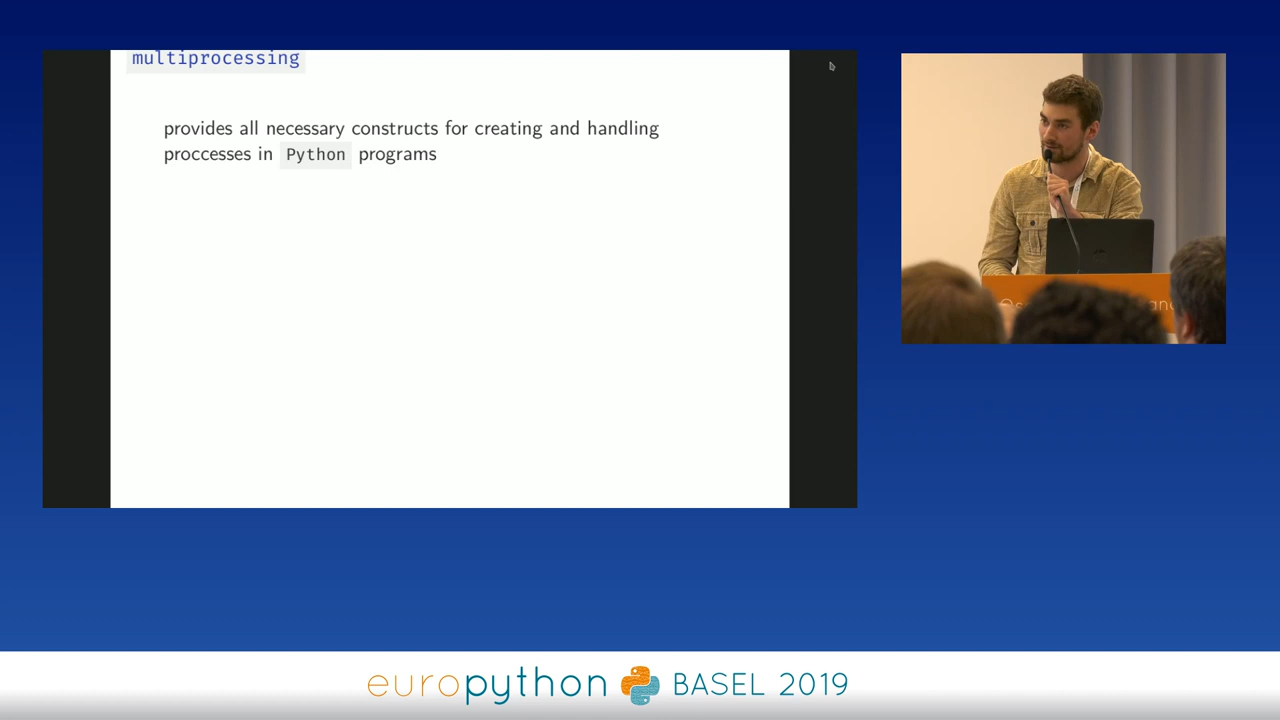 multiprocessing
provides all necessary constructs for creating and handling
proccesses in Python programs
europython BASEL 2019